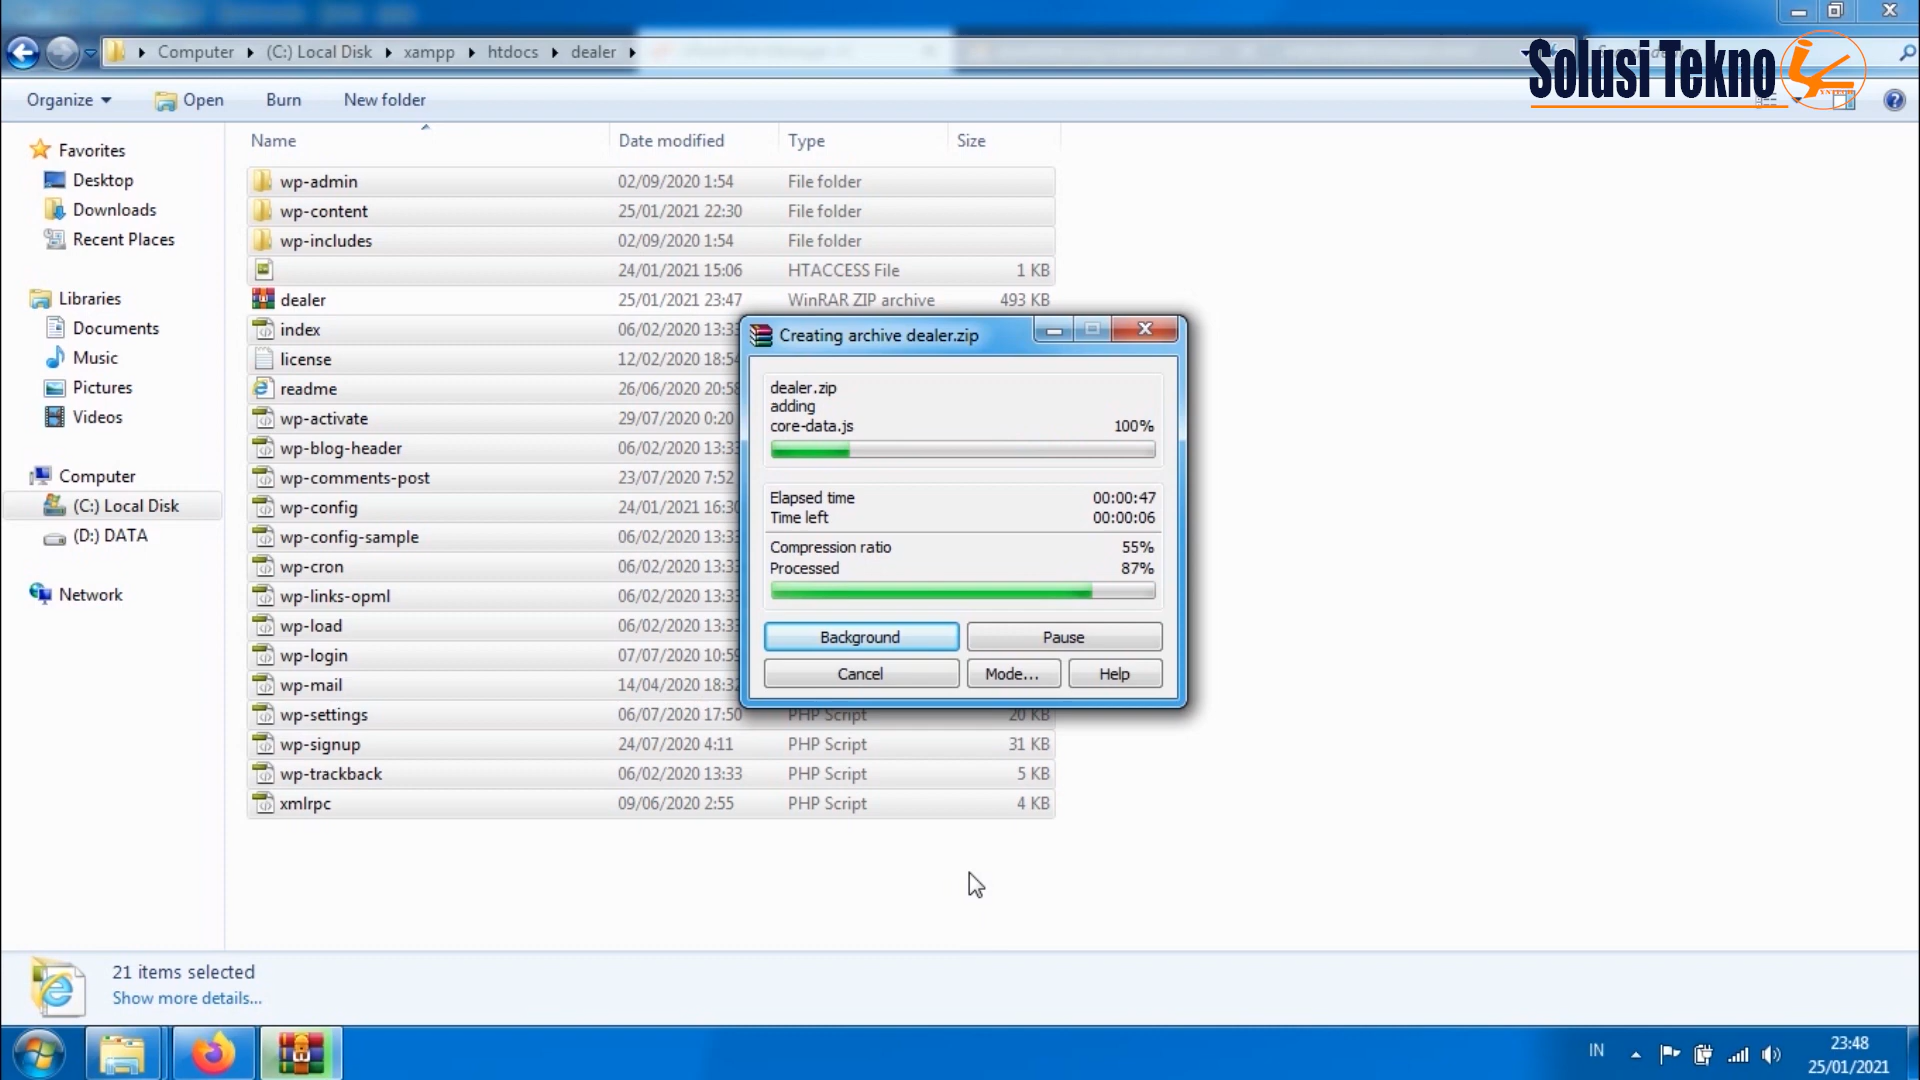 Computer (C:) Local Disk xampp htdocs dealer
Solusi Tekno
Organize Open Burn New folder
Name Date modified Type Size
Favorites
Desktop
Downloads
Recent Places
Libraries
Documents
Music
Pictures
Videos
Computer
(C:) Local Disk
(D:) DATA
Network
wp-admin 02/09/2020 1:54 File folder
wp-content 25/01/2021 22:30 File folder
wp-includes 02/09/2020 1:54 File folder
24/01/2021 15:06 HTACCESS File 1 KB
dealer 25/01/2021 23:47 WinRAR ZIP archive 493 KB
index 06/02/2020 13:33
license 12/02/2020 18:54
readme 26/06/2020 20:58
wp-activate 29/07/2020 0:20
wp-blog-header 06/02/2020 13:33
wp-comments-post 23/07/2020 7:52
wp-config 24/01/2021 16:30
wp-config-sample 06/02/2020 13:33
wp-cron 06/02/2020 13:33
wp-links-opml 06/02/2020 13:33
wp-load 06/02/2020 13:33
wp-login 07/07/2020 10:59
wp-mail 14/04/2020 18:32
wp-settings 06/07/2020 17:50 PHP Script 20 KB
wp-signup 24/07/2020 4:11 PHP Script 31 KB
wp-trackback 06/02/2020 13:33 PHP Script 5 KB
xmlrpc 09/06/2020 2:55 PHP Script 4 KB
Creating archive dealer.zip
dealer.zip
adding
core-data.js 100%
Elapsed time 00:00:47
Time left 00:00:06
Compression ratio 55%
Processed 87%
Background Pause
Cancel Mode... Help
21 items selected
Show more details...
IN 23:48
25/01/2021